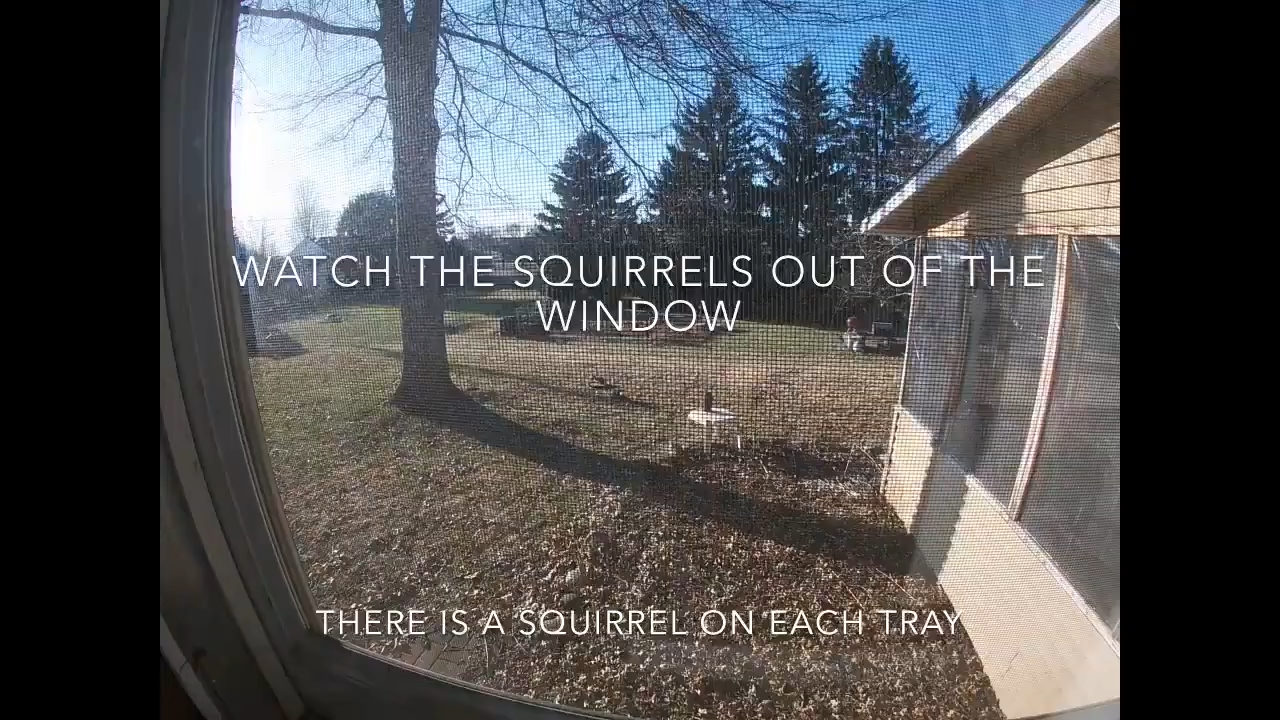 WATCH THE SQUIRRELS OUT OF THE
WINDOW
THERE IS A SQUIRREL ON EACH TRAY